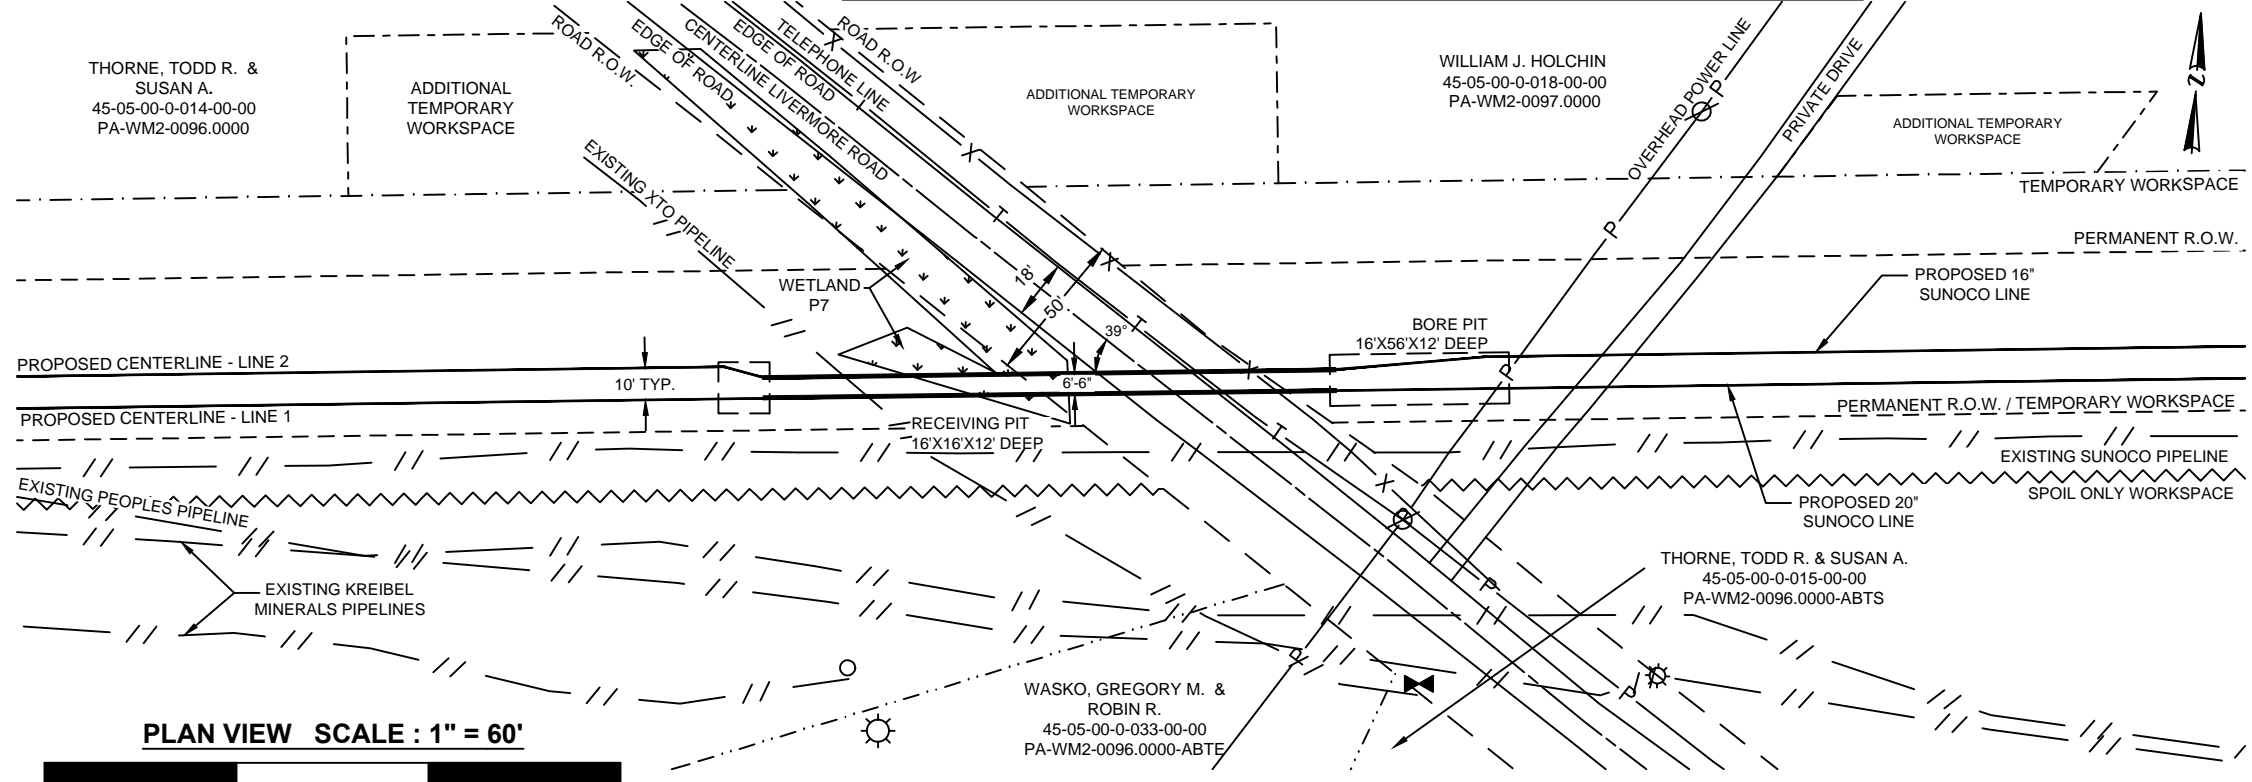 THORNE, TODD R. &
SUSAN A.
45-05-00-0-014-00-00
PA-WM2-0096.0000
ADDITIONAL
TEMPORARY
WORKSPACE
ROAD R.O.W.
EDGE OF ROAD
CENTERLINE LIVERMORE ROAD
EDGE OF ROAD
TELEPHONE LINE
ROAD R.O.W
ADDITIONAL TEMPORARY
WORKSPACE
WILLIAM J. HOLCHIN
45-05-00-0-018-00-00
PA-WM2-0097.0000
OVERHEAD POWER LINE
PRIVATE DRIVE
ADDITIONAL TEMPORARY
WORKSPACE
N
TEMPORARY WORKSPACE
EXISTING XTO PIPELINE
PERMANENT R.O.W.
WETLAND
P7
18'
50'
39°
PROPOSED 16"
SUNOCO LINE
BORE PIT
16'X56'X12' DEEP
PROPOSED CENTERLINE - LINE 2
10' TYP.
6'-6"
PROPOSED CENTERLINE - LINE 1
RECEIVING PIT
16'X16'X12' DEEP
PERMANENT R.O.W. / TEMPORARY WORKSPACE
EXISTING SUNOCO PIPELINE
SPOIL ONLY WORKSPACE
EXISTING PEOPLES PIPELINE
PROPOSED 20"
SUNOCO LINE
EXISTING KREIBEL
MINERALS PIPELINES
THORNE, TODD R. & SUSAN A.
45-05-00-0-015-00-00
PA-WM2-0096.0000-ABTS
WASKO, GREGORY M. &
ROBIN R.
45-05-00-0-033-00-00
PA-WM2-0096.0000-ABTE
PLAN VIEW SCALE : 1" = 60'
X
X
X
X
X
T
T
T
P
P
P
P
P
P